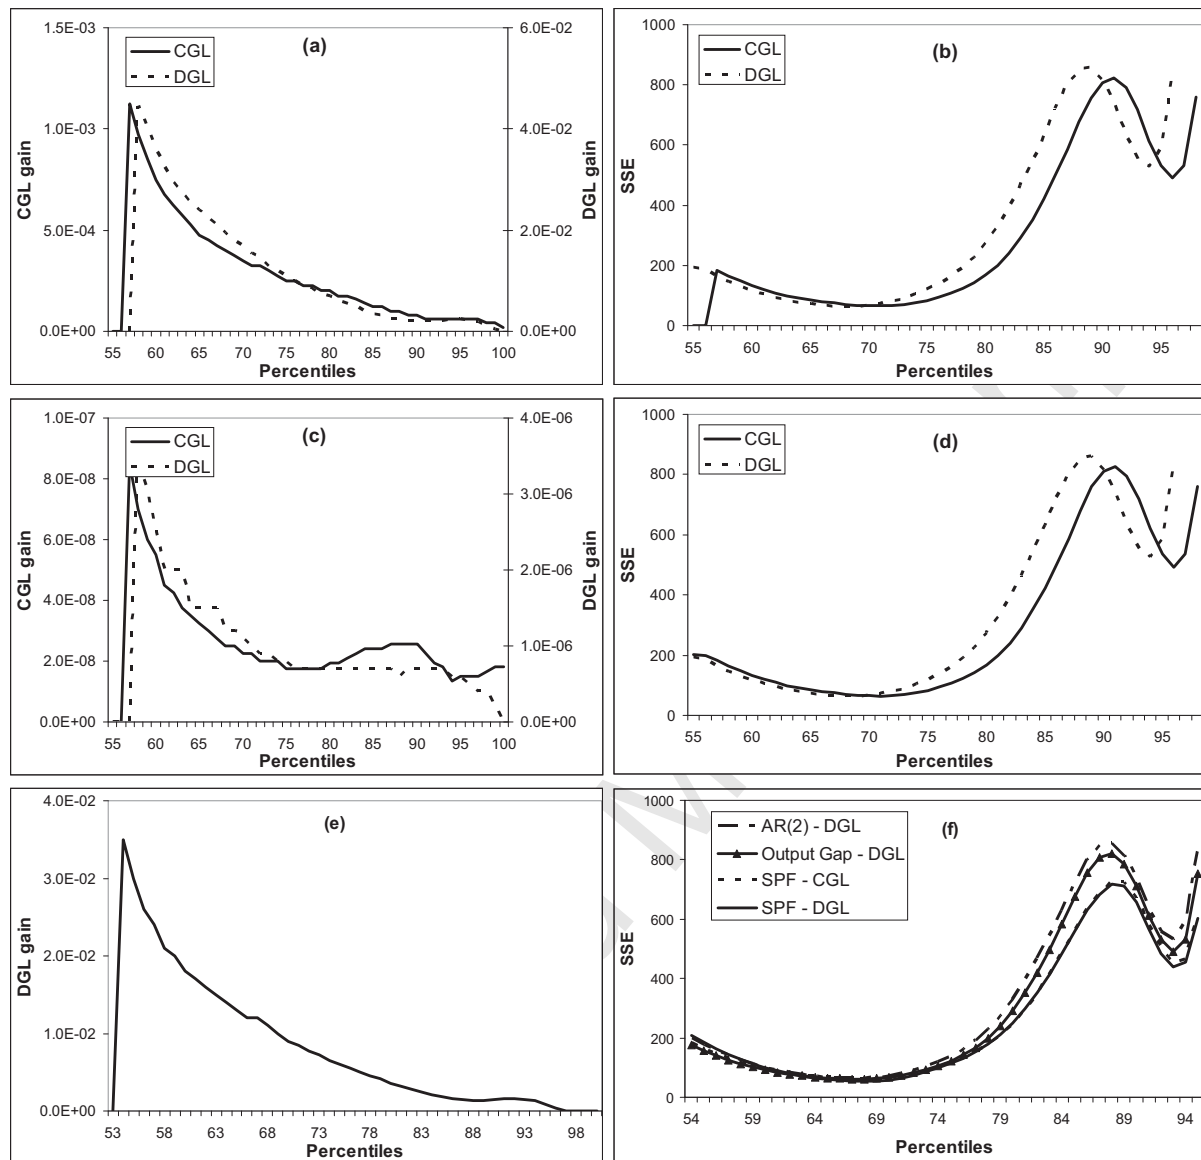 (a)
CGL
DGL
1.5E-03
1.0E-03
5.0E-04
0.0E+00
6.0E-02
4.0E-02
2.0E-02
0.0E+00
CGL gain
DGL gain
55 60 65 70 75 80 85 90 95 100
Percentiles
(b)
CGL
DGL
1000
800
600
400
200
0
SSE
55 60 65 70 75 80 85 90 95
Percentiles
(c)
CGL
DGL
1.0E-07
8.0E-08
6.0E-08
4.0E-08
2.0E-08
0.0E+00
4.0E-06
3.0E-06
2.0E-06
1.0E-06
0.0E+00
CGL gain
DGL gain
55 60 65 70 75 80 85 90 95 100
Percentiles
(d)
CGL
DGL
1000
800
600
400
200
0
SSE
55 60 65 70 75 80 85 90 95
Percentiles
(e)
4.0E-02
3.0E-02
2.0E-02
1.0E-02
0.0E+00
DGL gain
53 58 63 68 73 78 83 88 93 98
Percentiles
(f)
AR(2) - DGL
Output Gap - DGL
SPF - CGL
SPF - DGL
1000
800
600
400
200
0
SSE
54 59 64 69 74 79 84 89 94
Percentiles